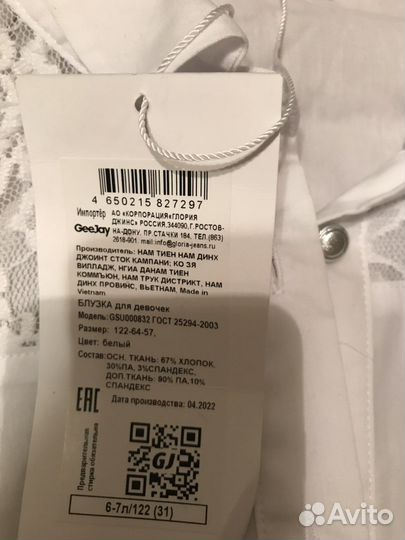 4 650215 827297
Импортёр АО «КОРПОРАЦИЯ«ГЛОРИЯ
ДЖИНС» РОССИЯ.344090, Г.РОСТОВ-
GeeJay НА-ДОНУ, ПР.СТАЧКИ 184, ТЕЛ.(863)
2618-901. mail:info@gloria-jeans.ru
Производитель: НАМ ТИЕН НАМ ДИНХ
ДЖОИНТ СТОК КАМПАНИ; КО ЗЯ
ВИЛЛАДЖ, НГИА ДАНАМ ТИЕН
КОММЪЮН, НАМ ТРУК ДИСТРИКТ, НАМ
ДИНХ ПРОВИНС, ВЬЕТНАМ, Made in
Vietnam
БЛУЗКА для девочек
Модель: GSU000832 ГОСТ 25294-2003
Размер: 122-64-57,
Цвет: белый
Состав: ОСН. ТКАНЬ: 67% ХЛОПОК,
30%ПА, 3%СПАНДЕКС,
ДОП.ТКАНЬ: 90% ПА,10%
СПАНДЕКС
EAC
Дата производства: 04.2022
Предварительная
стирка обязательна
GJ
6-7л/122 (31)
Avito